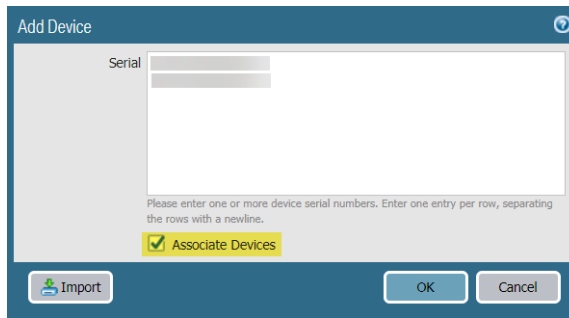 Add Device
Serial
Please enter one or more device serial numbers. Enter one entry per row, separating
the rows with a newline.
Associate Devices
Import
OK
Cancel